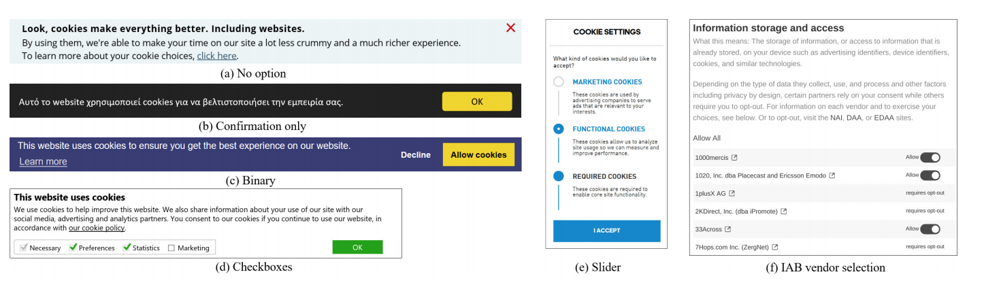 Look, cookies make everything better. Including websites.
By using them, we're able to make your time on our site a lot less crummy and a much richer experience.
To learn more about your cookie choices, click here.
(a) No option
Αυτό το website χρησιμοποιεί cookies για να βελτιστοποιήσει την εμπειρία σας.
OK
(b) Confirmation only
This website uses cookies to ensure you get the best experience on our website.
Learn more
Decline
Allow cookies
(c) Binary
This website uses cookies
We use cookies to help improve this website. We also share information about your use of our site with our
social media, advertising and analytics partners. You consent to our cookies if you continue to use our website, in
accordance with our cookie policy.
Necessary
Preferences
Statistics
Marketing
OK
(d) Checkboxes
COOKIE SETTINGS
What kind of cookies would you like to
accept?
MARKETING COOKIES
These cookies are used by
advertising companies to serve
ads that are relevant to your
interests.
FUNCTIONAL COOKIES
These cookies allow us to analyze
site usage so we can measure and
improve performance.
REQUIRED COOKIES
These cookies are required to
enable core site functionality.
I ACCEPT
(e) Slider
Information storage and access
What this means: The storage of information, or access to information that is
already stored, on your device such as advertising identifiers, device identifiers,
cookies, and similar technologies.
Depending on the type of data they collect, use, and process and other factors
including privacy by design, certain partners rely on your consent while others
require you to opt-out. For information on each vendor and to exercise your
choices, see below. Or to opt-out, visit the NAI, DAA, or EDAA sites.
Allow All
1000mercis Allow
1020, Inc. dba Placecast and Ericsson Emodo Allow
1plusX AG requires opt-out
2KDirect, Inc. (dba iPromote) requires opt-out
33Across Allow
7Hops.com Inc. (ZergNet) requires opt-out
(f) IAB vendor selection